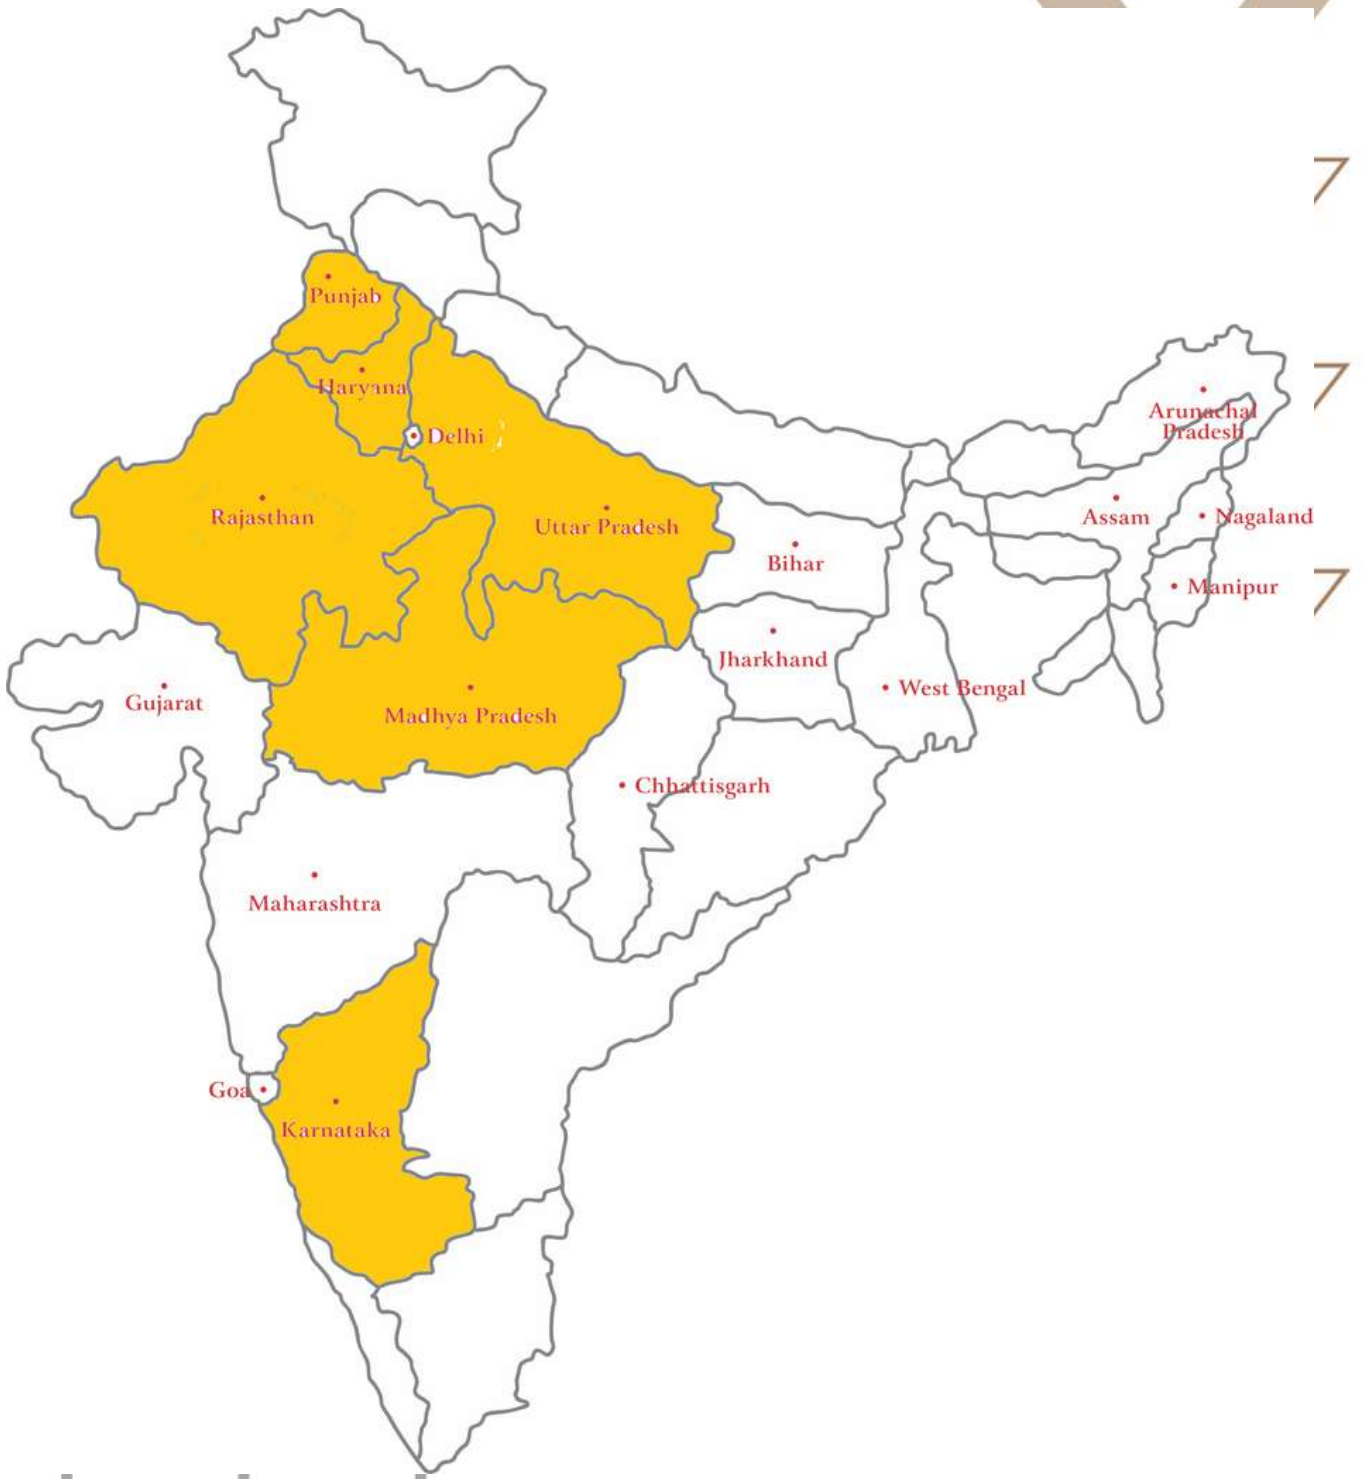 Punjab
Haryana
Delhi
Arunachal
Pradesh
Rajasthan
Uttar Pradesh
Assam
Nagaland
Bihar
Manipur
Jharkhand
Gujarat
Madhya Pradesh
West Bengal
Chhattisgarh
Maharashtra
Goa
Karnataka